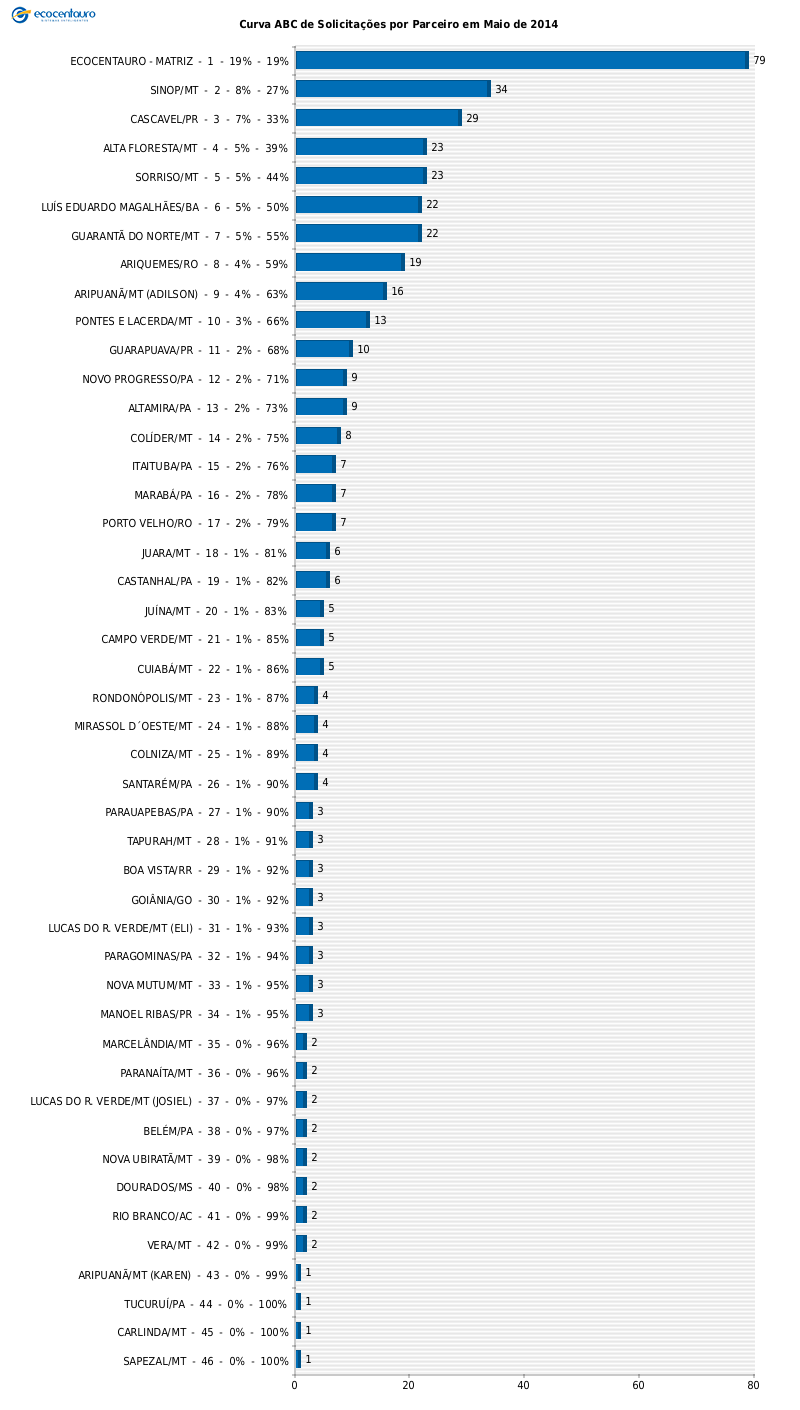 ecocentauro
Curva ABC de Solicitações por Parceiro em Maio de 2014
ECOCENTAURO - MATRIZ - 1 - 19% - 19% 79
SINOP/MT - 2 - 8% - 27% 34
CASCAVEL/PR - 3 - 7% - 33% 29
ALTA FLORESTA/MT - 4 - 5% - 39% 23
SORRISO/MT - 5 - 5% - 44% 23
LUÍS EDUARDO MAGALHÃES/BA - 6 - 5% - 50% 22
GUARANTÃ DO NORTE/MT - 7 - 5% - 55% 22
ARIQUEMES/RO - 8 - 4% - 59% 19
ARIPUANÃ/MT (ADILSON) - 9 - 4% - 63% 16
PONTES E LACERDA/MT - 10 - 3% - 66% 13
GUARAPUAVA/PR - 11 - 2% - 68% 10
NOVO PROGRESSO/PA - 12 - 2% - 71% 9
ALTAMIRA/PA - 13 - 2% - 73% 9
COLÍDER/MT - 14 - 2% - 75% 8
ITAITUBA/PA - 15 - 2% - 76% 7
MARABÁ/PA - 16 - 2% - 78% 7
PORTO VELHO/RO - 17 - 2% - 79% 7
JUARA/MT - 18 - 1% - 81% 6
CASTANHAL/PA - 19 - 1% - 82% 6
JUÍNA/MT - 20 - 1% - 83% 5
CAMPO VERDE/MT - 21 - 1% - 85% 5
CUIABÁ/MT - 22 - 1% - 86% 5
RONDONÓPOLIS/MT - 23 - 1% - 87% 4
MIRASSOL D´OESTE/MT - 24 - 1% - 88% 4
COLNIZA/MT - 25 - 1% - 89% 4
SANTARÉM/PA - 26 - 1% - 90% 4
PARAUAPEBAS/PA - 27 - 1% - 90% 3
TAPURAH/MT - 28 - 1% - 91% 3
BOA VISTA/RR - 29 - 1% - 92% 3
GOIÂNIA/GO - 30 - 1% - 92% 3
LUCAS DO R. VERDE/MT (ELI) - 31 - 1% - 93% 3
PARAGOMINAS/PA - 32 - 1% - 94% 3
NOVA MUTUM/MT - 33 - 1% - 95% 3
MANOEL RIBAS/PR - 34 - 1% - 95% 3
MARCELÂNDIA/MT - 35 - 0% - 96% 2
PARANAÍTA/MT - 36 - 0% - 96% 2
LUCAS DO R. VERDE/MT (JOSIEL) - 37 - 0% - 97% 2
BELÉM/PA - 38 - 0% - 97% 2
NOVA UBIRATÃ/MT - 39 - 0% - 98% 2
DOURADOS/MS - 40 - 0% - 98% 2
RIO BRANCO/AC - 41 - 0% - 99% 2
VERA/MT - 42 - 0% - 99% 2
ARIPUANÃ/MT (KAREN) - 43 - 0% - 99% 1
TUCURUÍ/PA - 44 - 0% - 100% 1
CARLINDA/MT - 45 - 0% - 100% 1
SAPEZAL/MT - 46 - 0% - 100% 1
0 20 40 60 80